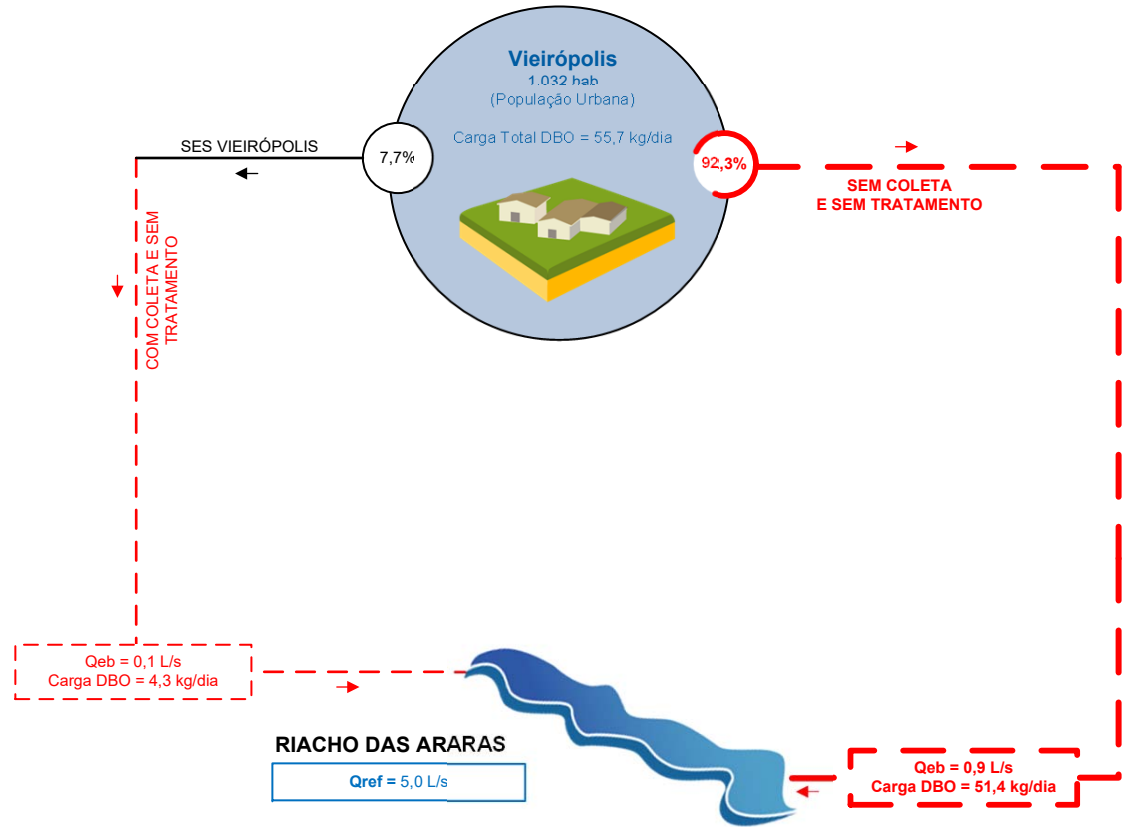 Vieirópolis
1.032 hab
(População Urbana)
Carga Total DBO = 55,7 kg/dia
SES VIEIRÓPOLIS
7,7%
92,3%
SEM COLETA
E SEM TRATAMENTO
COM COLETA E SEM
TRATAMENTO
Qeb = 0,1 L/s
Carga DBO = 4,3 kg/dia
RIACHO DAS ARARAS
Qref = 5,0 L/s
Qeb = 0,9 L/s
Carga DBO = 51,4 kg/dia